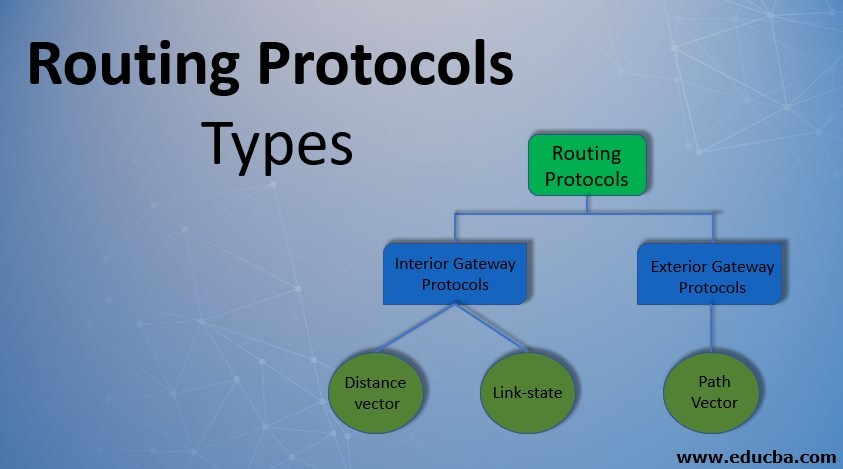 Routing Protocols
Types
Routing
Protocols
Interior Gateway
Protocols
Exterior Gateway
Protocols
Distance
vector
Link-state
Path
Vector
www.educba.com